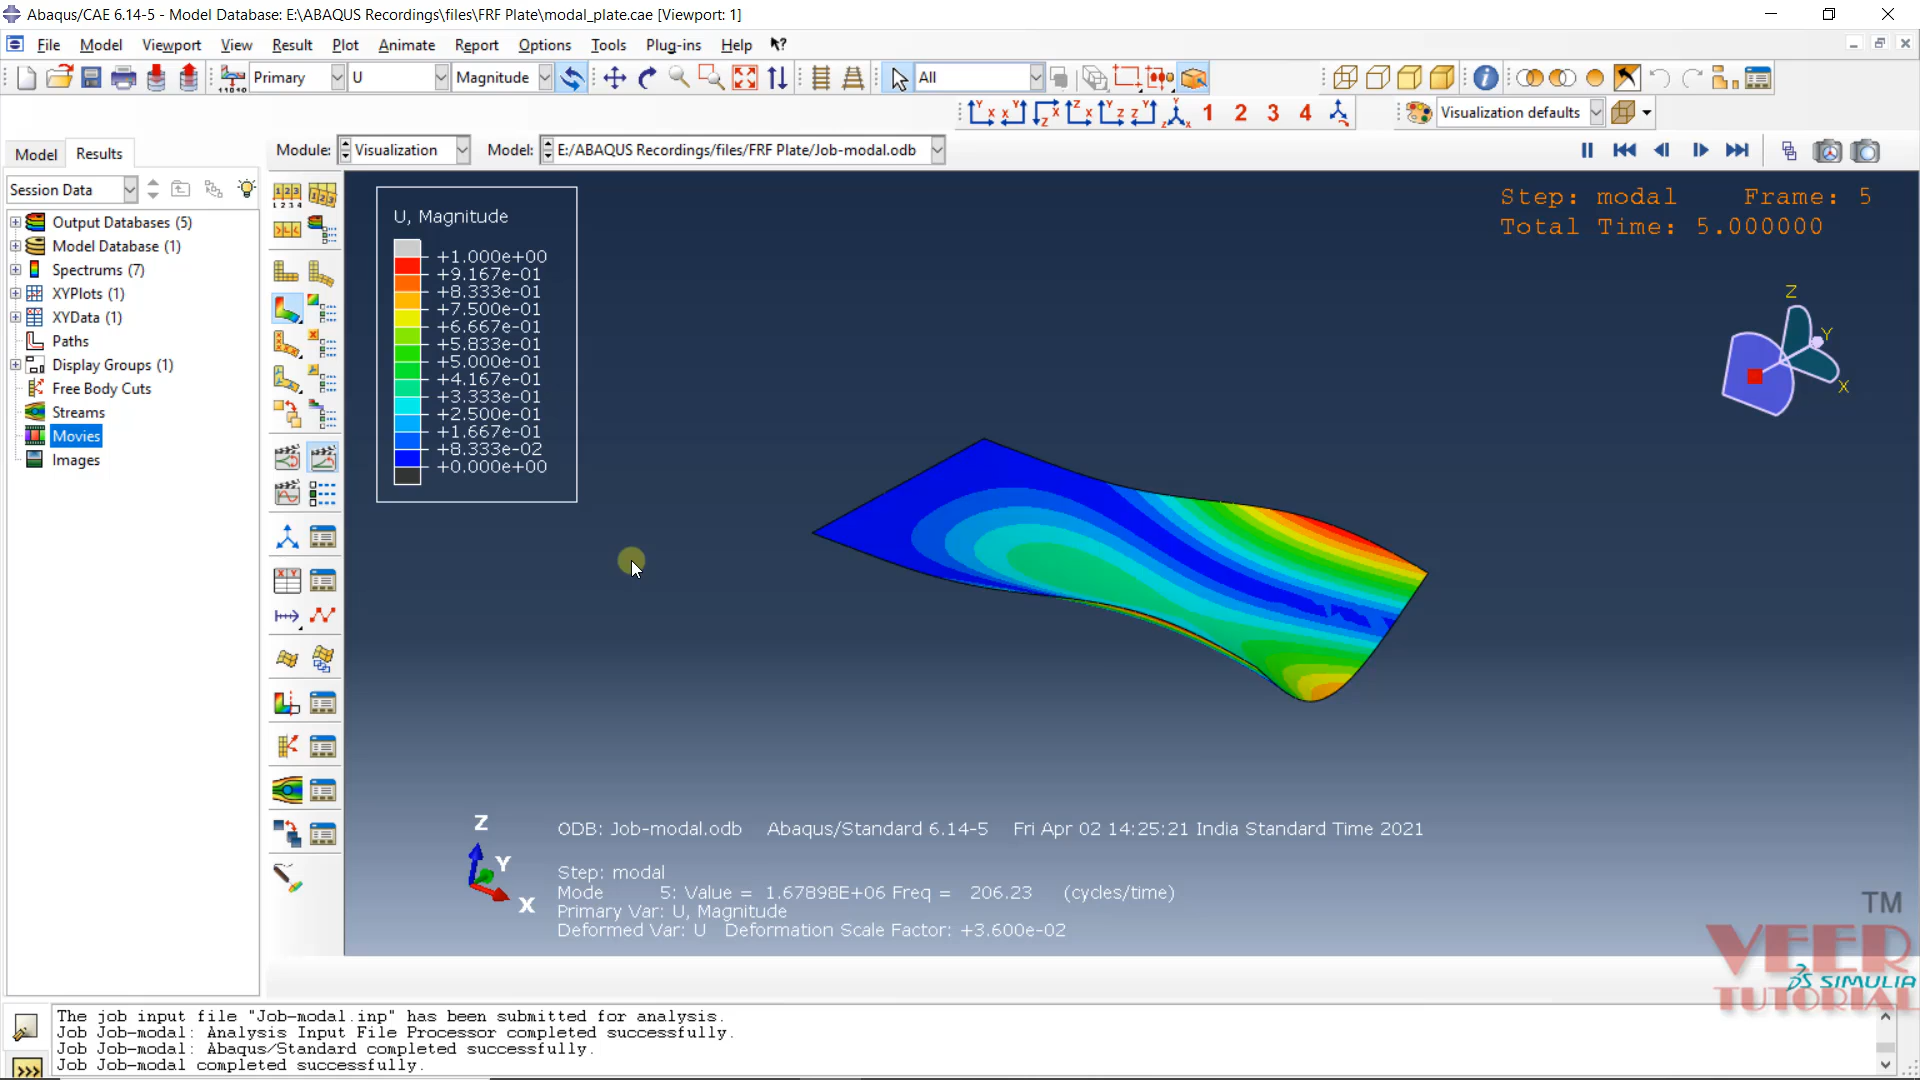 Abaqus/CAE 6.14-5 - Model Database: E:\ABAQUS Recordings\files\FRF Plate\modal_plate.cae [Viewport: 1]
File Model Viewport View Result Plot Animate Report Options Tools Plug-ins Help
Primary U Magnitude All
1 2 3 4 Visualization defaults
Model Results Module: Visualization Model: E:/ABAQUS Recordings/files/FRF Plate/Job-modal.odb
Session Data
Output Databases (5)
Model Database (1)
Spectrums (7)
XYPlots (1)
XYData (1)
Paths
Display Groups (1)
Free Body Cuts
Streams
Movies
Images
U, Magnitude
+1.000e+00
+9.167e-01
+8.333e-01
+7.500e-01
+6.667e-01
+5.833e-01
+5.000e-01
+4.167e-01
+3.333e-01
+2.500e-01
+1.667e-01
+8.333e-02
+0.000e+00
Step: modal Frame: 5
Total Time: 5.000000
Z
Y
X
Z
Y
X
ODB: Job-modal.odb Abaqus/Standard 6.14-5 Fri Apr 02 14:25:21 India Standard Time 2021
Step: modal
Mode 5: Value = 1.67898E+06 Freq = 206.23 (cycles/time)
Primary Var: U, Magnitude
Deformed Var: U Deformation Scale Factor: +3.600e-02
TM
VEER
SIMULIA
TUTORIAL
The job input file "Job-modal.inp" has been submitted for analysis.
Job Job-modal: Analysis Input File Processor completed successfully.
Job Job-modal: Abaqus/Standard completed successfully.
Job Job-modal completed successfully.
>>>